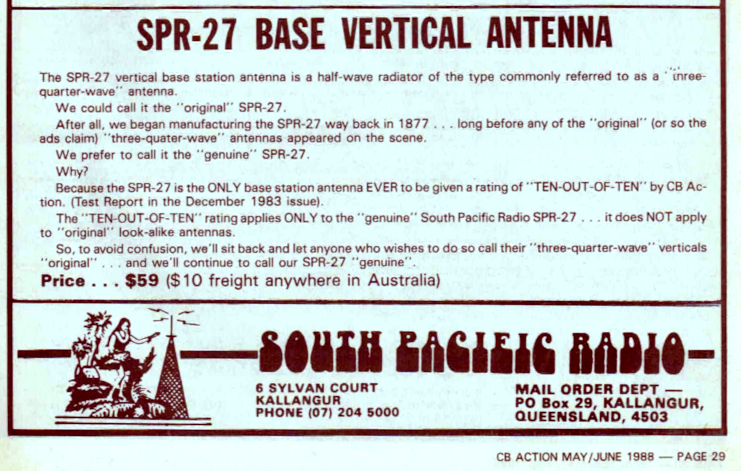 SPR-27 BASE VERTICAL ANTENNA
The SPR-27 vertical base station antenna is a half-wave radiator of the type commonly referred to as a "three-
quarter-wave" antenna.
We could call it the "original" SPR-27.
After all, we began manufacturing the SPR-27 way back in 1877 . . . long before any of the "original" (or so the
ads claim) "three-quater-wave" antennas appeared on the scene.
We prefer to call it the "genuine" SPR-27.
Why?
Because the SPR-27 is the ONLY base station antenna EVER to be given a rating of "TEN-OUT-OF-TEN" by CB Ac-
tion. (Test Report in the December 1983 issue).
The "TEN-OUT-OF-TEN" rating applies ONLY to the "genuine" South Pacific Radio SPR-27 . . . it does NOT apply
to "original" look-alike antennas.
So, to avoid confusion, we'll sit back and let anyone who wishes to do so call their "three-quarter-wave" verticals
"original" . . . and we'll continue to call our SPR-27 "genuine".
Price . . . $59 ($10 freight anywhere in Australia)
SOUTH PACIFIC RADIO
6 SYLVAN COURT
KALLANGUR
PHONE (07) 204 5000
MAIL ORDER DEPT —
PO Box 29, KALLANGUR,
QUEENSLAND, 4503
CB ACTION MAY/JUNE 1988 — PAGE 29